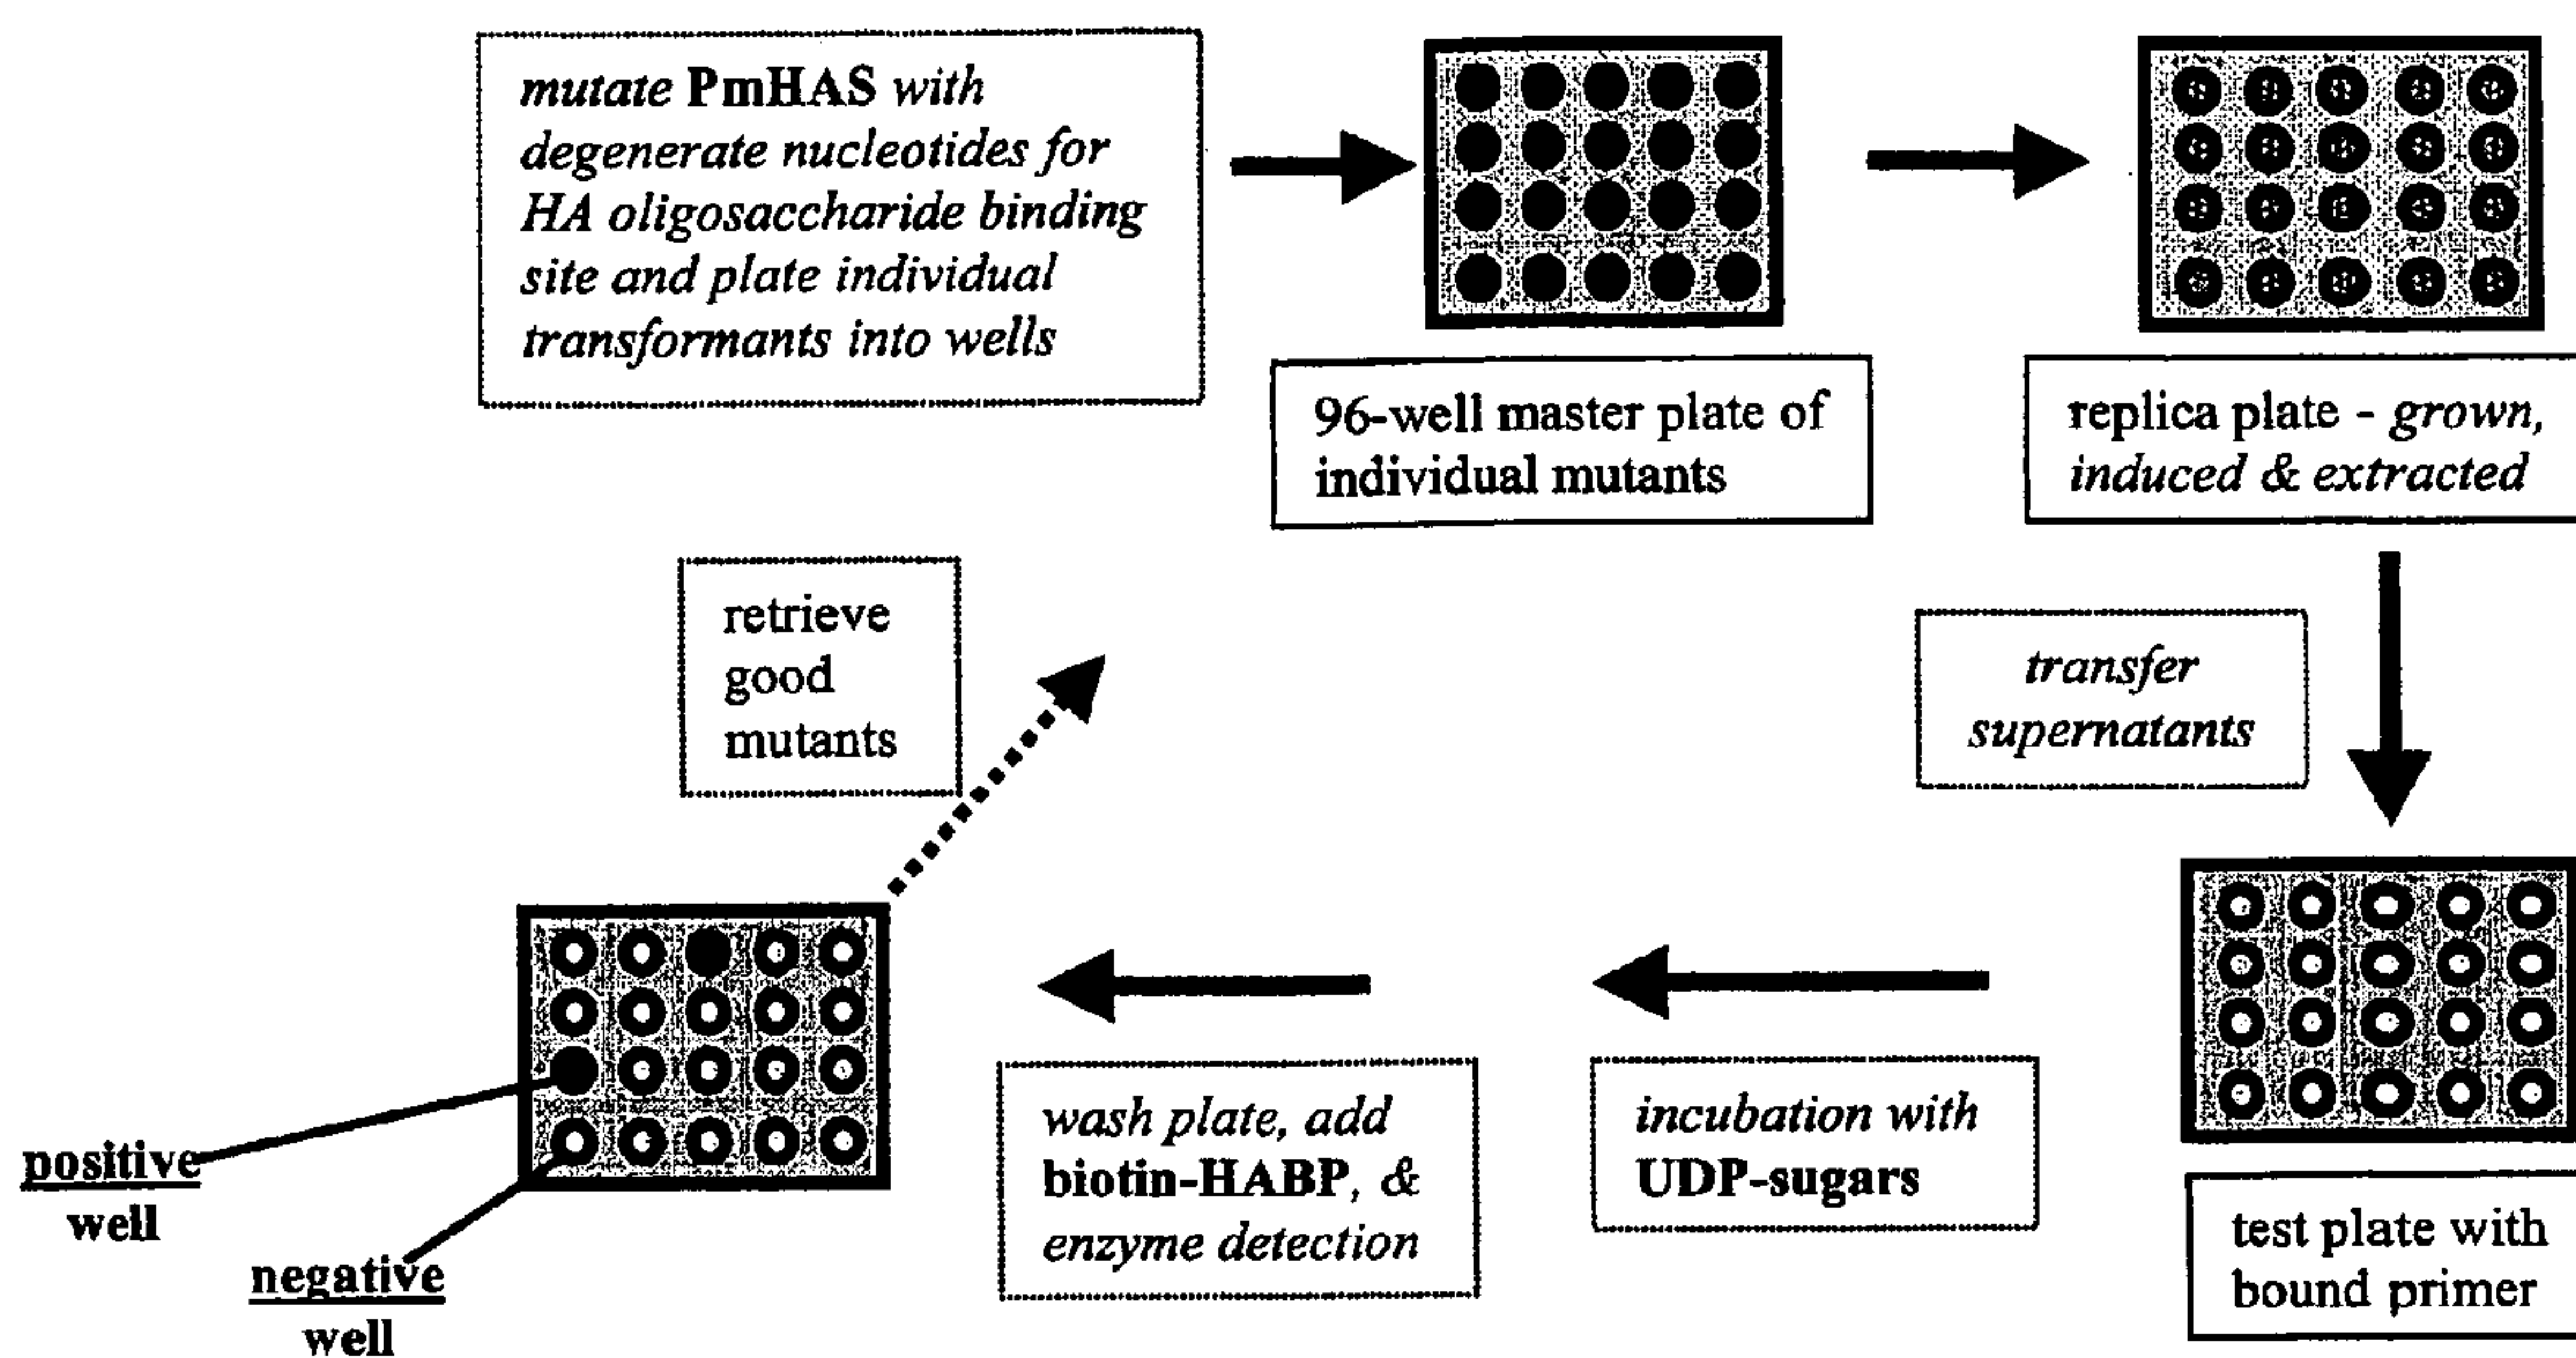 mutate PmHAS with
degenerate nucleotides for
HA oligosaccharide binding
site and plate individual
transformants into wells
96-well master plate of
individual mutants
replica plate - grown,
induced & extracted
transfer
supernatants
test plate with
bound primer
incubation with
UDP-sugars
wash plate, add
biotin-HABP, &
enzyme detection
retrieve
good
mutants
positive
well
negative
well